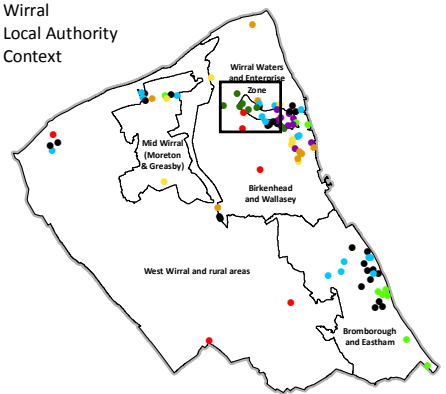 Wirral
Local Authority
Context
Wirral Waters
and Enterprise
Zone
Mid Wirral
(Moreton
& Greasby)
Birkenhead
and Wallasey
West Wirral and rural areas
Bromborough
and Eastham